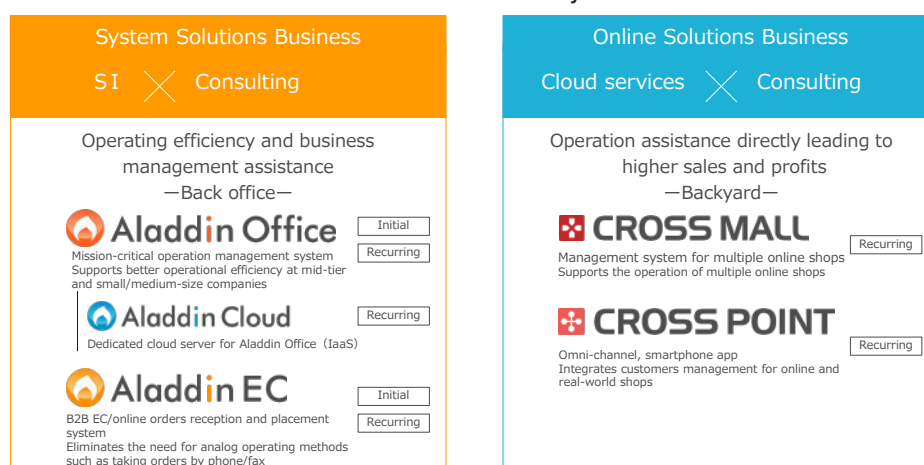 System Solutions Business
SI × Consulting
Operating efficiency and business
management assistance
―Back office―
Aladdin Office
Initial
Recurring
Mission-critical operation management system
Supports better operational efficiency at mid-tier
and small/medium-size companies
Aladdin Cloud
Recurring
Dedicated cloud server for Aladdin Office（IaaS）
Aladdin EC
Initial
Recurring
B2B EC/online orders reception and placement
system
Eliminates the need for analog operating methods
such as taking orders by phone/fax
Online Solutions Business
Cloud services × Consulting
Operation assistance directly leading to
higher sales and profits
―Backyard―
CROSS MALL
Recurring
Management system for multiple online shops
Supports the operation of multiple online shops
CROSS POINT
Recurring
Omni-channel, smartphone app
Integrates customers management for online and
real-world shops